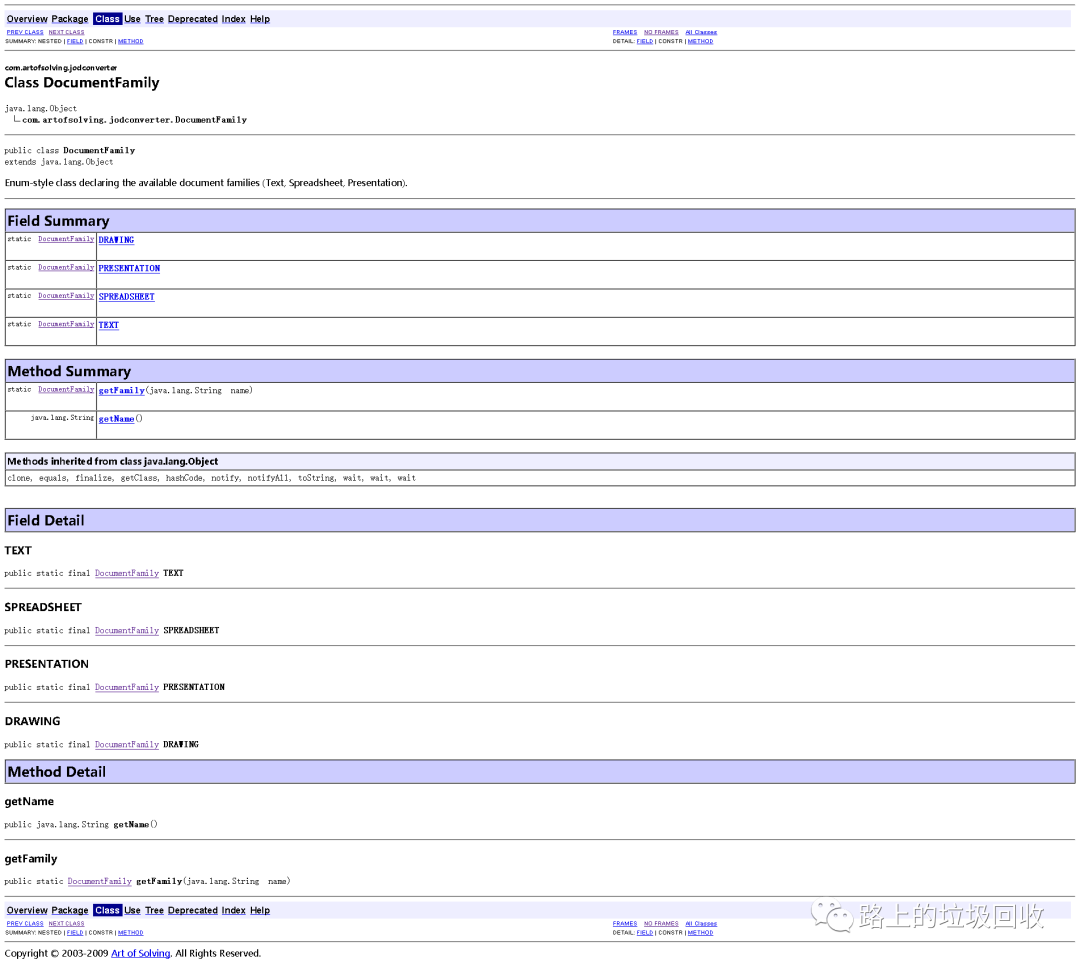 Overview Package Class Use Tree Deprecated Index Help
PREV CLASS NEXT CLASS FRAMES NO FRAMES All Classes
SUMMARY: NESTED | FIELD | CONSTR | METHOD DETAIL: FIELD | CONSTR | METHOD
com.artofsolving.jodconverter
Class DocumentFamily
java.lang.Object
com.artofsolving.jodconverter.DocumentFamily
public class DocumentFamily
extends java.lang.Object
Enum-style class declaring the available document families (Text, Spreadsheet, Presentation).
Field Summary
static DocumentFamily DRAWING
static DocumentFamily PRESENTATION
static DocumentFamily SPREADSHEET
static DocumentFamily TEXT
Method Summary
static DocumentFamily getFamily(java.lang.String name)
java.lang.String getName()
Methods inherited from class java.lang.Object
clone, equals, finalize, getClass, hashCode, notify, notifyAll, toString, wait, wait, wait
Field Detail
TEXT
public static final DocumentFamily TEXT
SPREADSHEET
public static final DocumentFamily SPREADSHEET
PRESENTATION
public static final DocumentFamily PRESENTATION
DRAWING
public static final DocumentFamily DRAWING
Method Detail
getName
public java.lang.String getName()
getFamily
public static DocumentFamily getFamily(java.lang.String name)
Overview Package Class Use Tree Deprecated Index Help
PREV CLASS NEXT CLASS FRAMES NO FRAMES All Classes
SUMMARY: NESTED | FIELD | CONSTR | METHOD DETAIL: FIELD | CONSTR | METHOD
路上的垃圾回收
Copyright © 2003-2009 Art of Solving. All Rights Reserved.